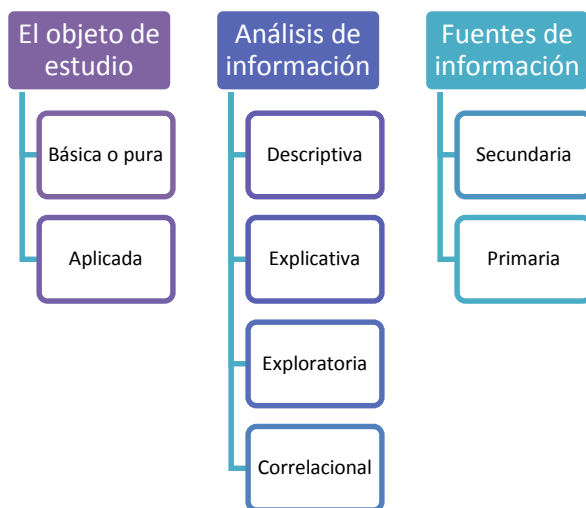 El objeto de
estudio
Básica o pura
Aplicada
Análisis de
información
Descriptiva
Explicativa
Exploratoria
Correlacional
Fuentes de
información
Secundaria
Primaria